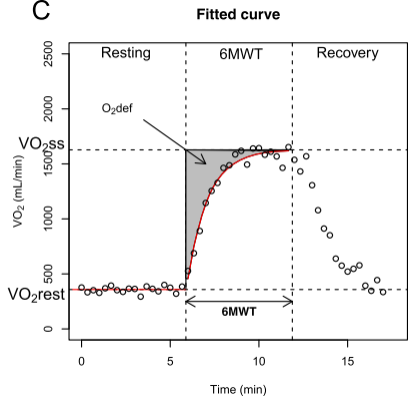 C
Fitted curve
Resting
6MWT
Recovery
O₂def
VO₂ss
VO₂rest
6MWT
VO₂ (mL/min)
0
500
1000
1500
2000
2500
0
5
10
15
Time (min)